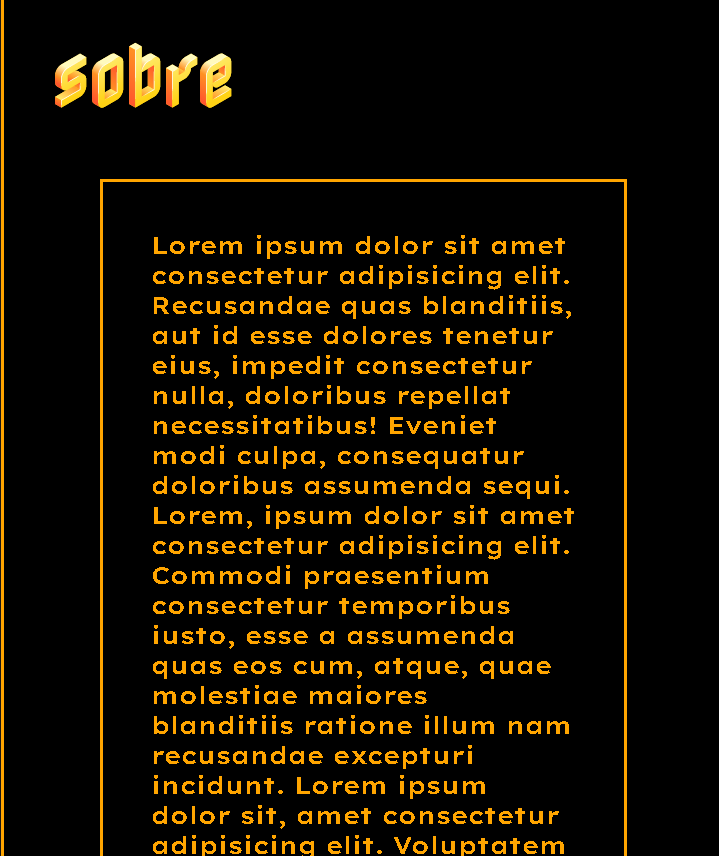 sobre
Lorem ipsum dolor sit amet
consectetur adipisicing elit.
Recusandae quas blanditiis,
aut id esse dolores tenetur
eius, impedit consectetur
nulla, doloribus repellat
necessitatibus! Eveniet
modi culpa, consequatur
doloribus assumenda sequi.
Lorem, ipsum dolor sit amet
consectetur adipisicing elit.
Commodi praesentium
consectetur temporibus
iusto, esse a assumenda
quas eos cum, atque, quae
molestiae maiores
blanditiis ratione illum nam
recusandae excepturi
incidunt. Lorem ipsum
dolor sit, amet consectetur
adipisicing elit. Voluptatem